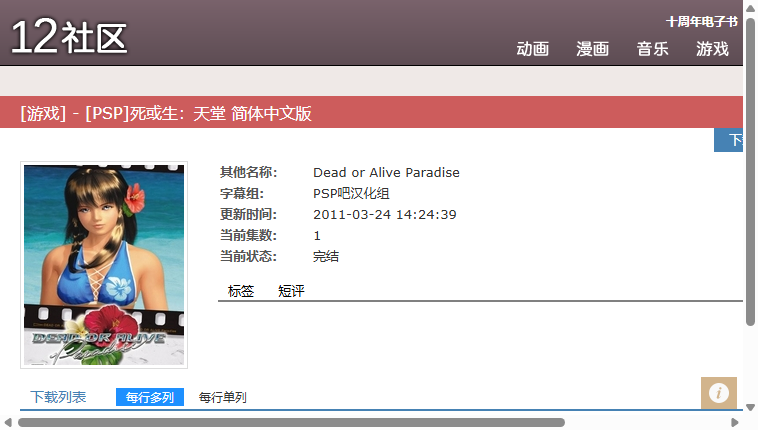 12社区
十周年电子书
动画 漫画 音乐 游戏
[游戏] - [PSP]死或生：天堂 简体中文版
其他名称： Dead or Alive Paradise
字幕组： PSP吧汉化组
更新时间： 2011-03-24 14:24:39
当前集数： 1
当前状态： 完结
标签 短评
DEAD OR ALIVE
Paradise
下载列表 每行多列 每行单列